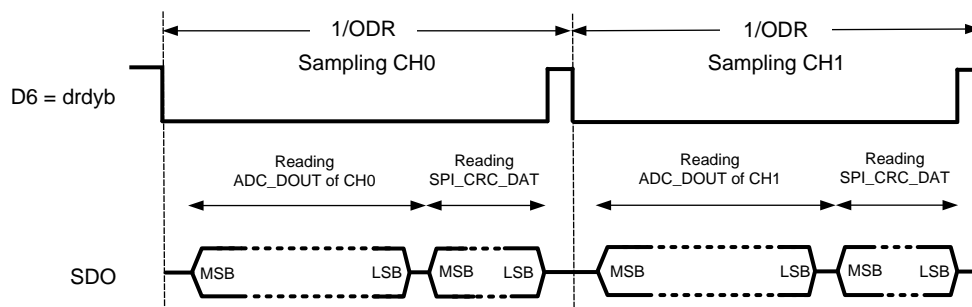 1/ODR
1/ODR
Sampling CH0
Sampling CH1
D6 = drdyb
Reading
ADC_DOUT of CH0
Reading
SPI_CRC_DAT
Reading
ADC_DOUT of CH1
Reading
SPI_CRC_DAT
SDO
MSB
LSB
MSB
LSB
MSB
LSB
MSB
LSB